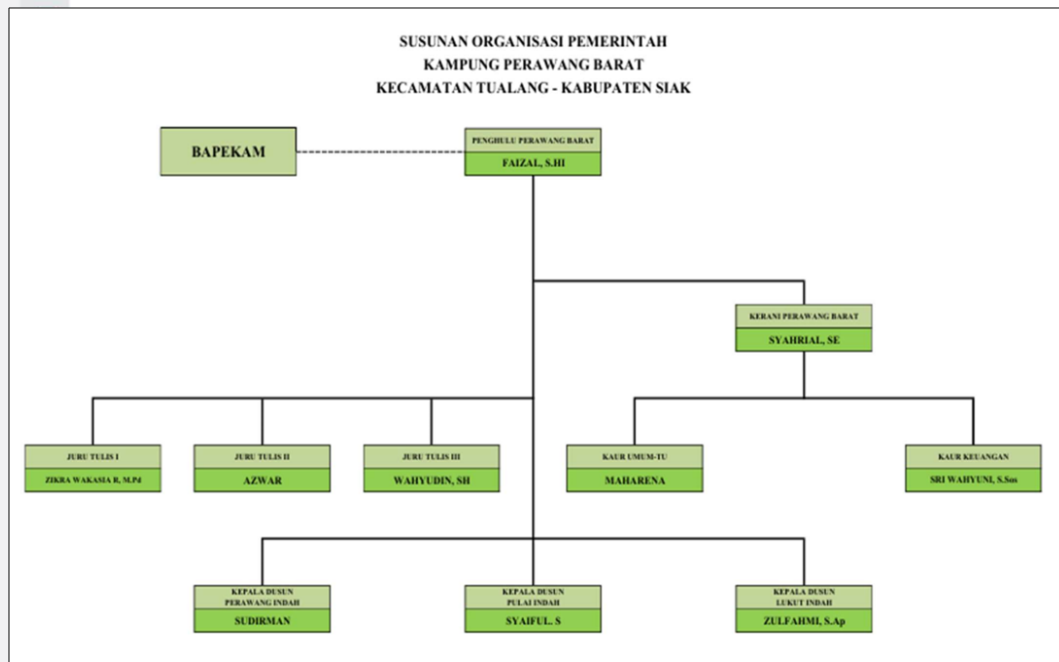 SUSUNAN ORGANISASI PEMERINTAH
KAMPUNG PERAWANG BARAT
KECAMATAN TUALANG - KABUPATEN SIAK
BAPEKAM
PENGHULU PERAWANG BARAT
FAIZAL, S.HI
KERANI PERAWANG BARAT
SYAHRIAL, SE
JURU TULIS I
ZIKRA WAKASIA R, M.Pd
JURU TULIS II
AZWAR
JURU TULIS III
WAHYUDIN, SH
KAUR UMUM-TU
MAHARENA
KAUR KEUANGAN
SRI WAHYUNI, S.Sos
KEPALA DUSUN
PERAWANG INDAH
SUDIRMAN
KEPALA DUSUN
PULAI INDAH
SYAIFUL. S
KEPALA DUSUN
LUKUT INDAH
ZULFAHMI, S.Ap